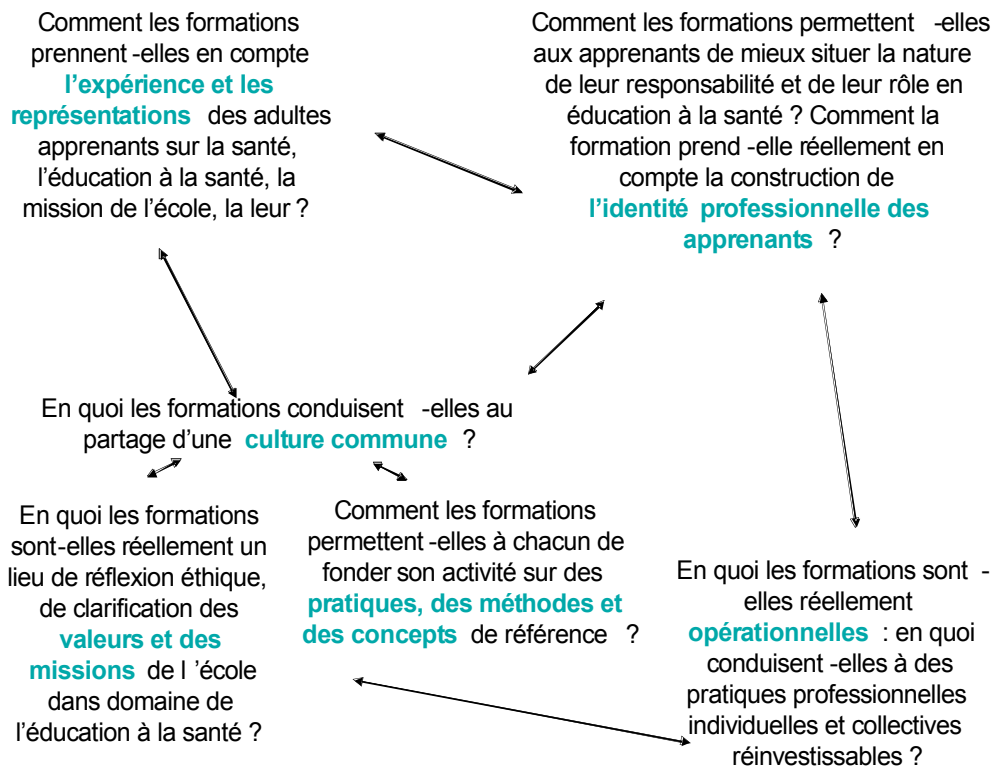 Comment les formations
prennent -elles en compte
l'expérience et les
représentations des adultes
apprenants sur la santé,
l'éducation à la santé, la
mission de l'école, la leur ?
Comment les formations permettent -elles
aux apprenants de mieux situer la nature
de leur responsabilité et de leur rôle en
éducation à la santé ? Comment la
formation prend -elle réellement en
compte la construction de
l'identité professionnelle des
apprenants ?
En quoi les formations conduisent -elles au
partage d'une culture commune ?
En quoi les formations
sont-elles réellement un
lieu de réflexion éthique,
de clarification des
valeurs et des
missions de l 'école
dans domaine de
l'éducation à la santé ?
Comment les formations
permettent -elles à chacun de
fonder son activité sur des
pratiques, des méthodes et
des concepts de référence ?
En quoi les formations sont -
elles réellement
opérationnelles : en quoi
conduisent -elles à des
pratiques professionnelles
individuelles et collectives
réinvestissables ?